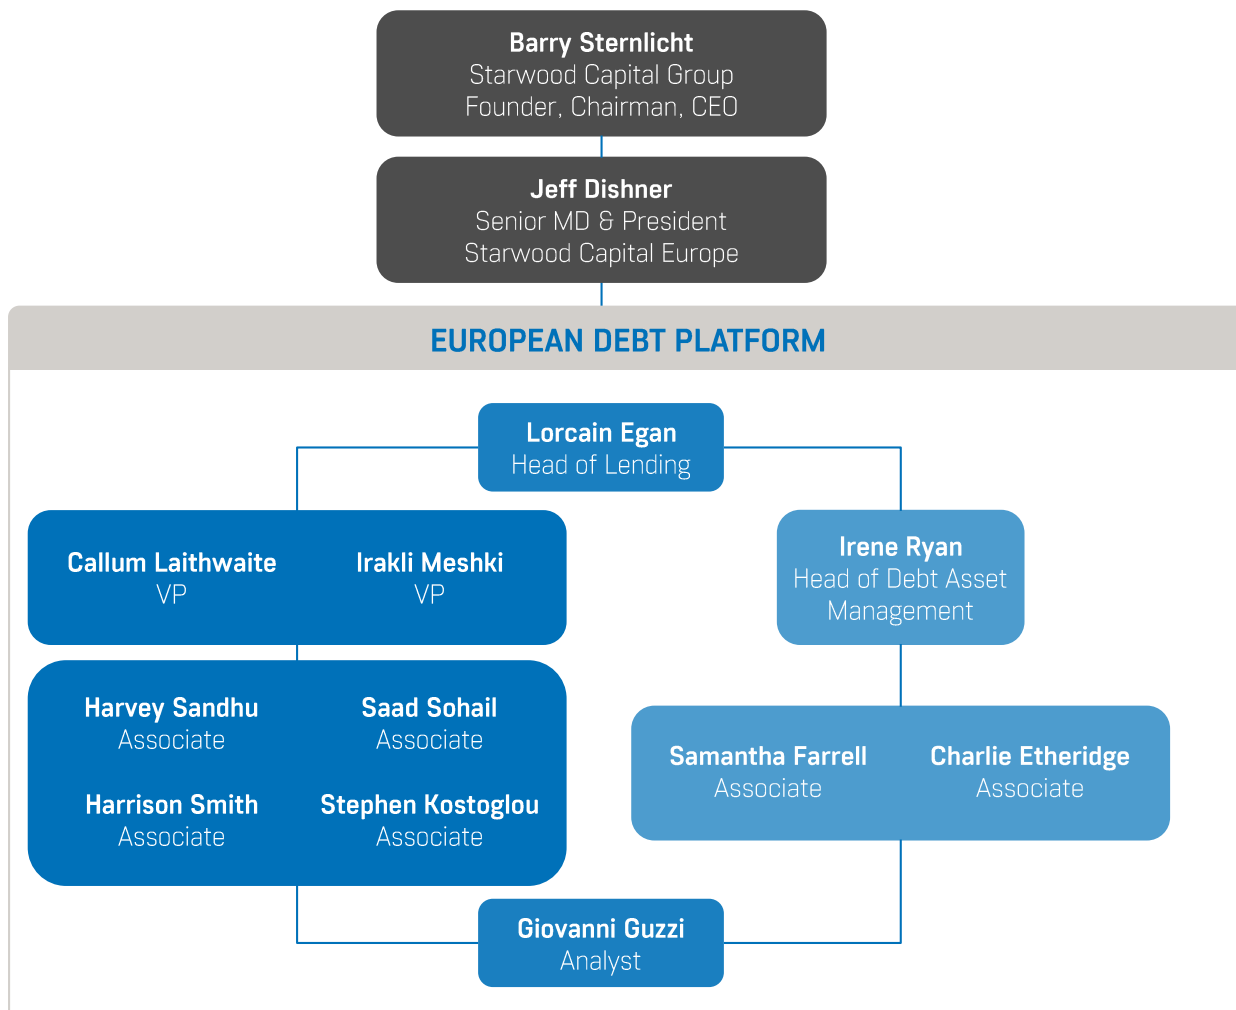 Barry Sternlicht
Starwood Capital Group
Founder, Chairman, CEO
Jeff Dishner
Senior MD & President
Starwood Capital Europe
EUROPEAN DEBT PLATFORM
Lorcain Egan
Head of Lending
Callum Laithwaite
VP
Irakli Meshki
VP
Irene Ryan
Head of Debt Asset
Management
Harvey Sandhu
Associate
Saad Sohail
Associate
Harrison Smith
Associate
Stephen Kostoglou
Associate
Samantha Farrell
Associate
Charlie Etheridge
Associate
Giovanni Guzzi
Analyst